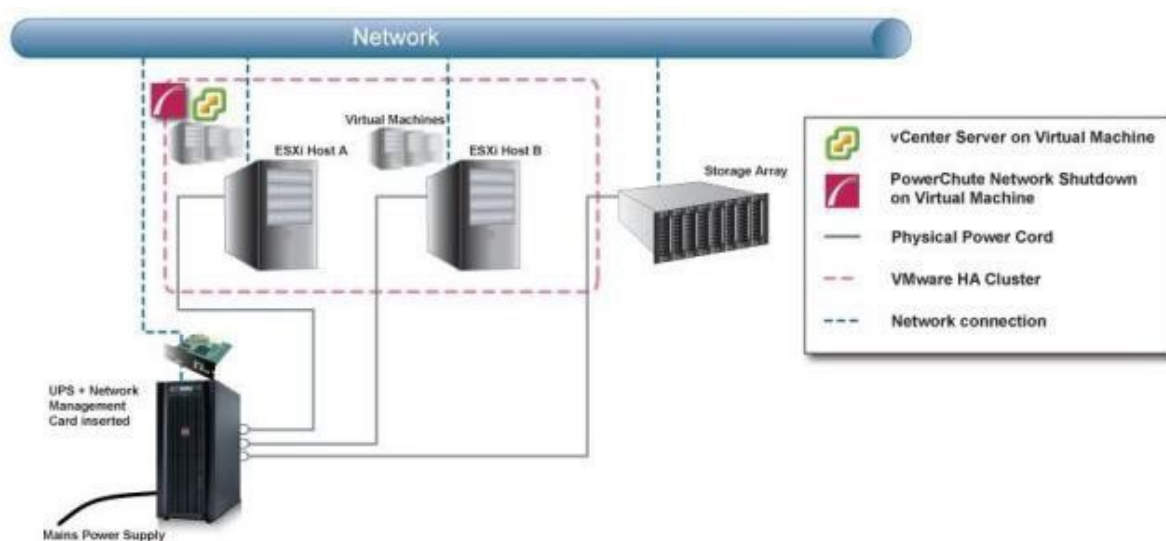 Network
Virtual Machines
ESXi Host A
ESXi Host B
Storage Array
UPS + Network
Management
Card inserted
Mains Power Supply
vCenter Server on Virtual Machine
PowerChute Network Shutdown
on Virtual Machine
Physical Power Cord
VMware HA Cluster
Network connection